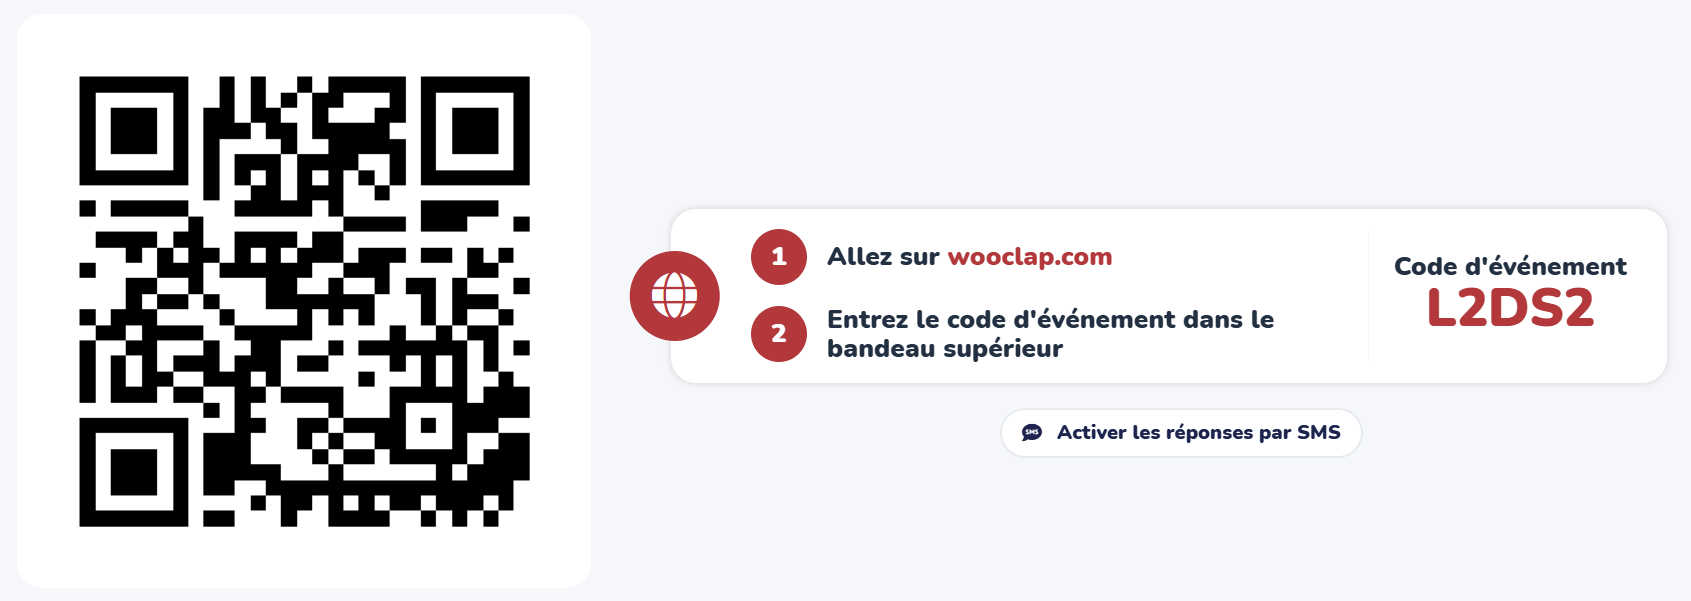 1 Allez sur wooclap.com
2 Entrez le code d'événement dans le
bandeau supérieur
Code d'événement
L2DS2
SMS Activer les réponses par SMS